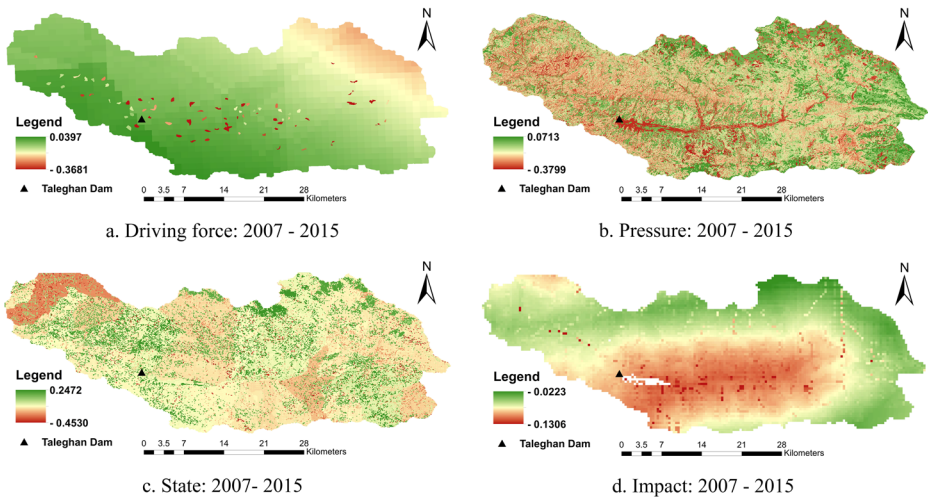 N
Legend
0.0397
- 0.3681
Taleghan Dam
0 3.5 7 14 21 28
Kilometers
a. Driving force: 2007 - 2015
N
Legend
0.0713
- 0.3799
Taleghan Dam
0 3.5 7 14 21 28
Kilometers
b. Pressure: 2007 - 2015
N
Legend
0.2472
- 0.4530
Taleghan Dam
0 3.5 7 14 21 28
Kilometers
c. State: 2007- 2015
N
Legend
- 0.0223
- 0.1306
Taleghan Dam
0 3.5 7 14 21 28
Kilometers
d. Impact: 2007 - 2015